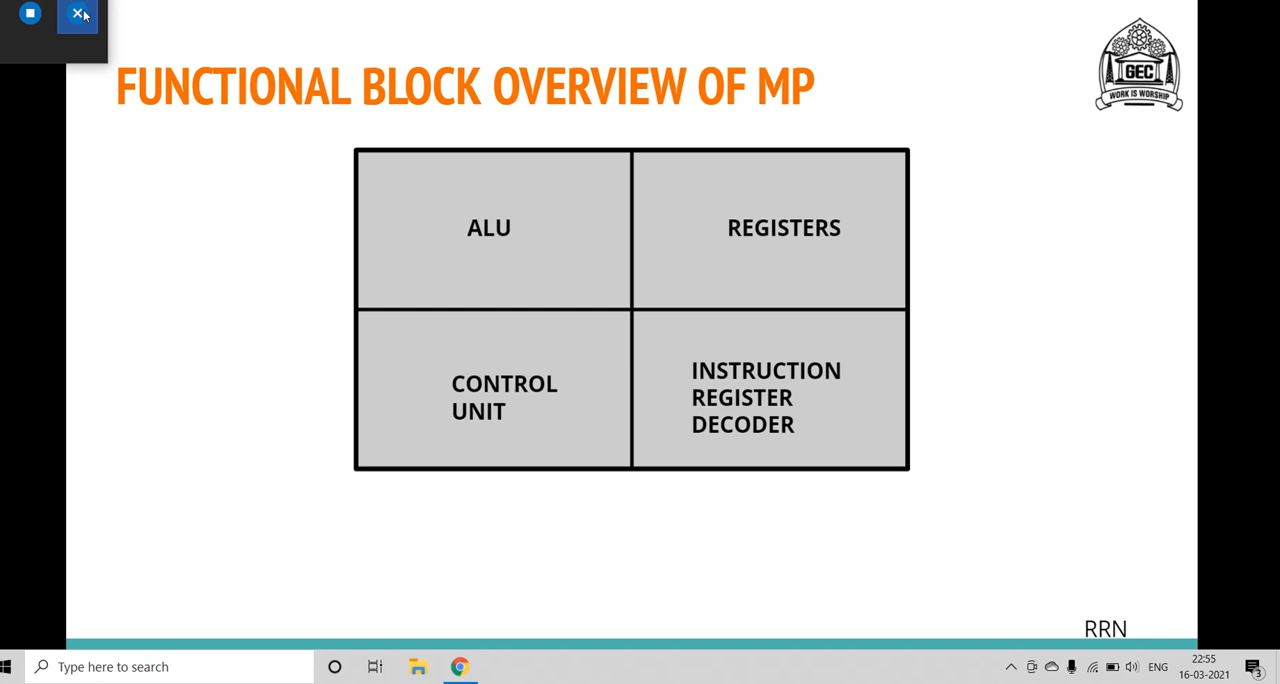 FUNCTIONAL BLOCK OVERVIEW OF MP
GEC
WORK IS WORSHIP
ALU
REGISTERS
CONTROL
UNIT
INSTRUCTION
REGISTER
DECODER
RRN
Type here to search
ENG
22:55
16-03-2021
3